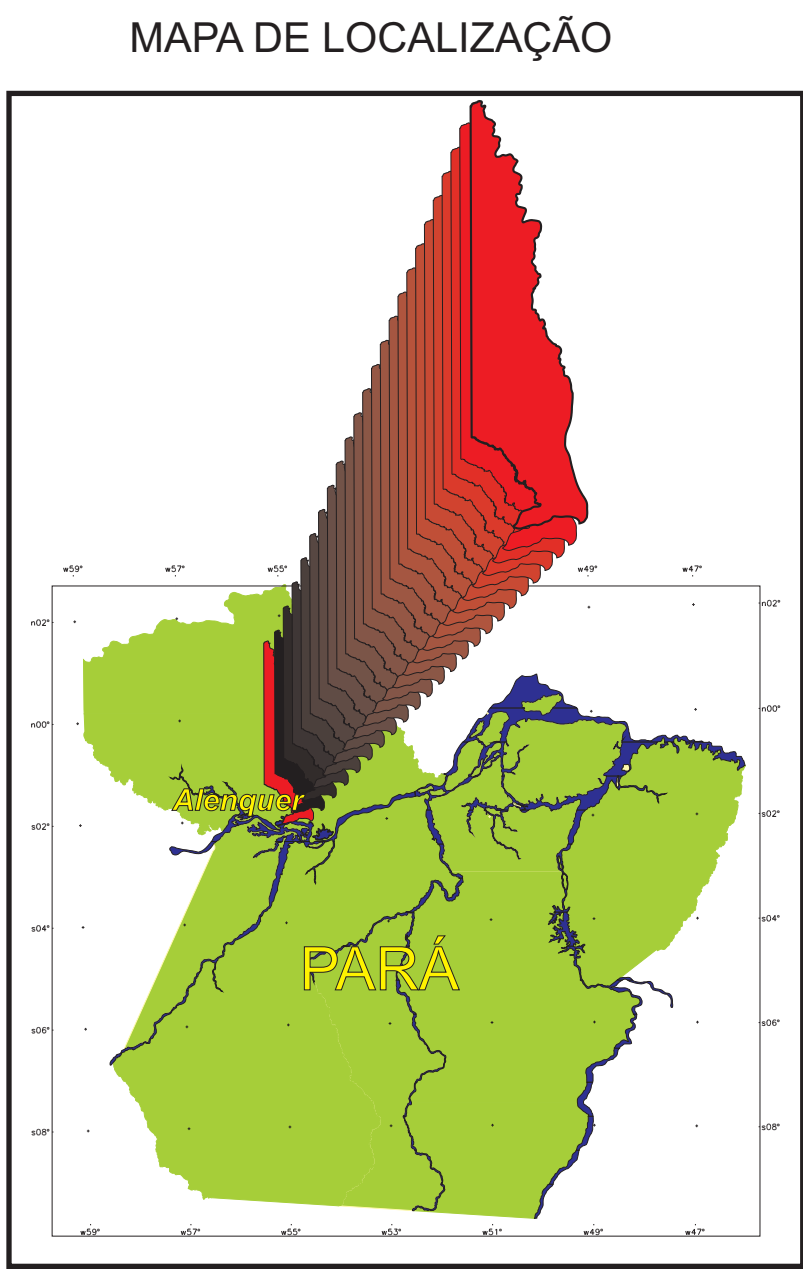 MAPA DE LOCALIZAÇÃO
w59° w57° w55° w49° w47°
n02° n02°
n00° n00°
Alenquer
s02° s02°
s04° s04°
PARÁ
s06° s06°
s08° s08°
w59° w57° w55° w53° w51° w49° w47°